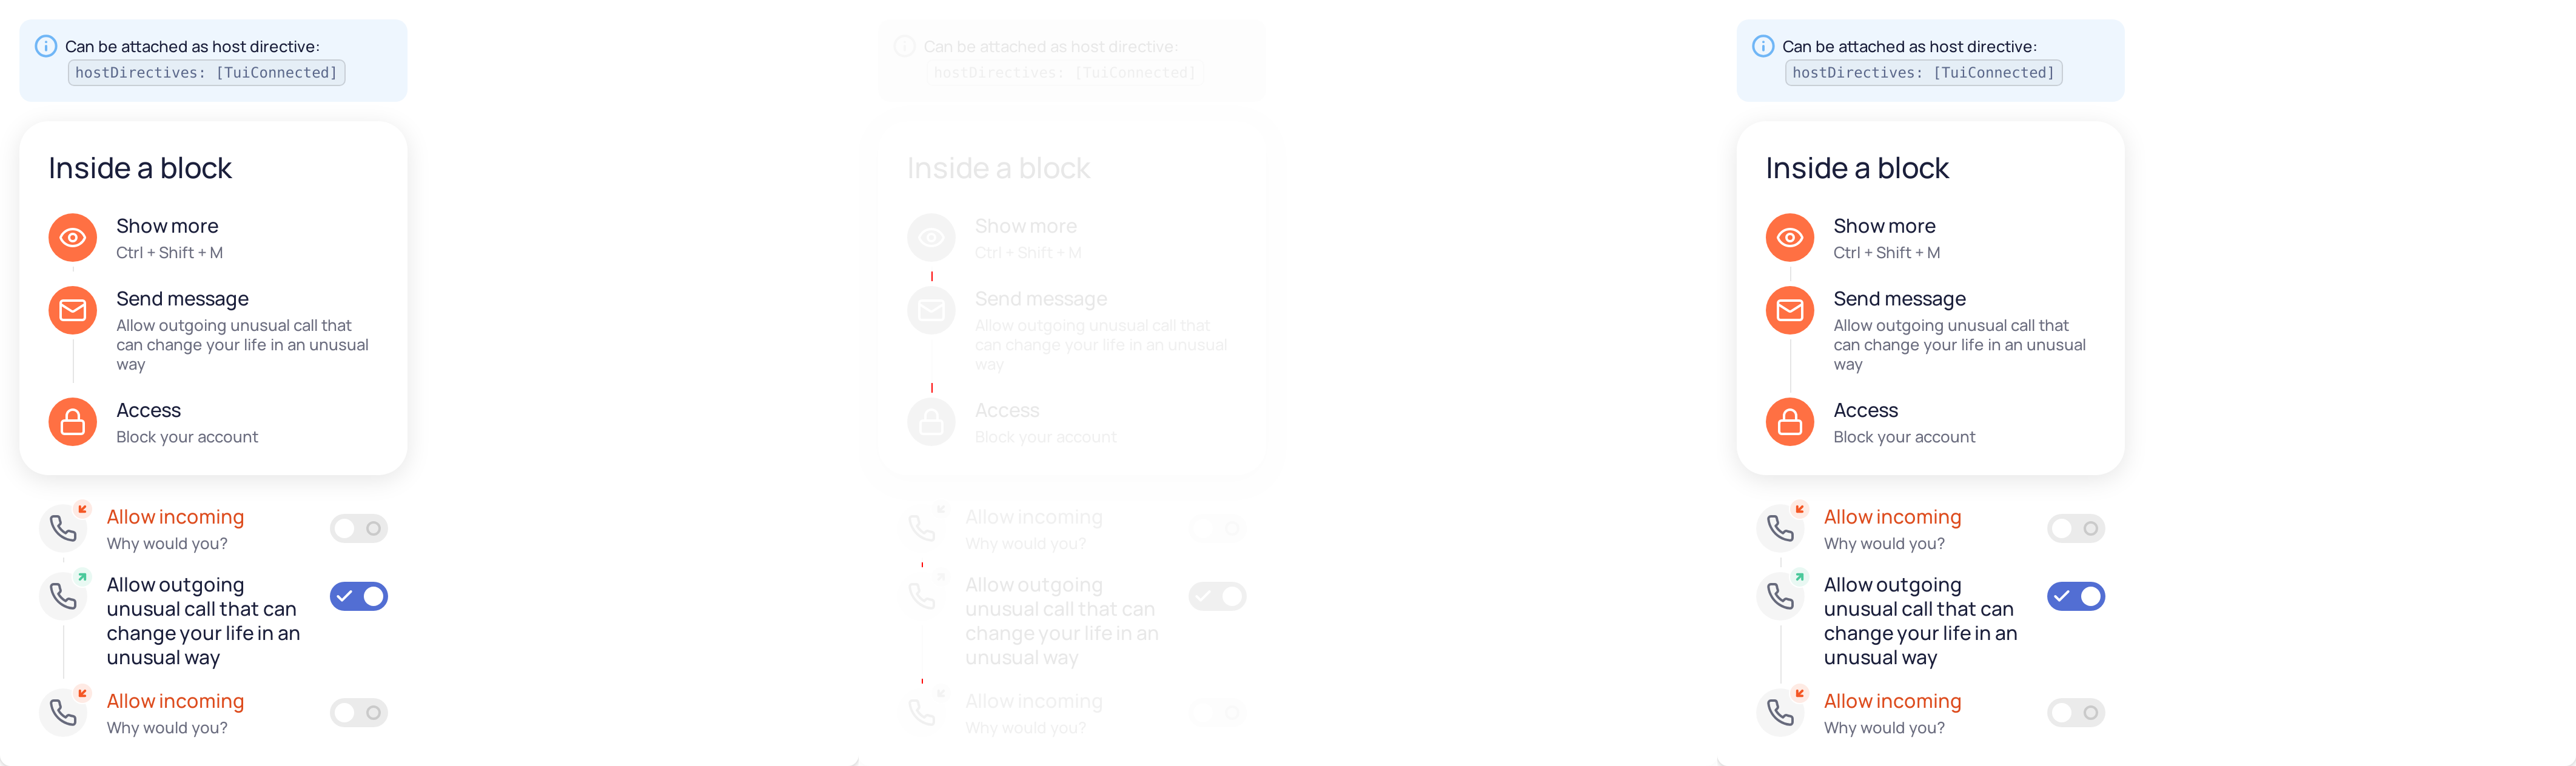 Can be attached as host directive:
hostDirectives: [TuiConnected]
Inside a block
Show more
Ctrl + Shift + M
Send message
Allow outgoing unusual call that
can change your life in an unusual
way
Access
Block your account
Allow incoming
Why would you?
Allow outgoing
unusual call that can
change your life in an
unusual way
Allow incoming
Why would you?
Can be attached as host directive:
hostDirectives: [TuiConnected]
Inside a block
Show more
Ctrl + Shift + M
Send message
Allow outgoing unusual call that
can change your life in an unusual
way
Access
Block your account
Allow incoming
Why would you?
Allow outgoing
unusual call that can
change your life in an
unusual way
Allow incoming
Why would you?
Can be attached as host directive:
hostDirectives: [TuiConnected]
Inside a block
Show more
Ctrl + Shift + M
Send message
Allow outgoing unusual call that
can change your life in an unusual
way
Access
Block your account
Allow incoming
Why would you?
Allow outgoing
unusual call that can
change your life in an
unusual way
Allow incoming
Why would you?